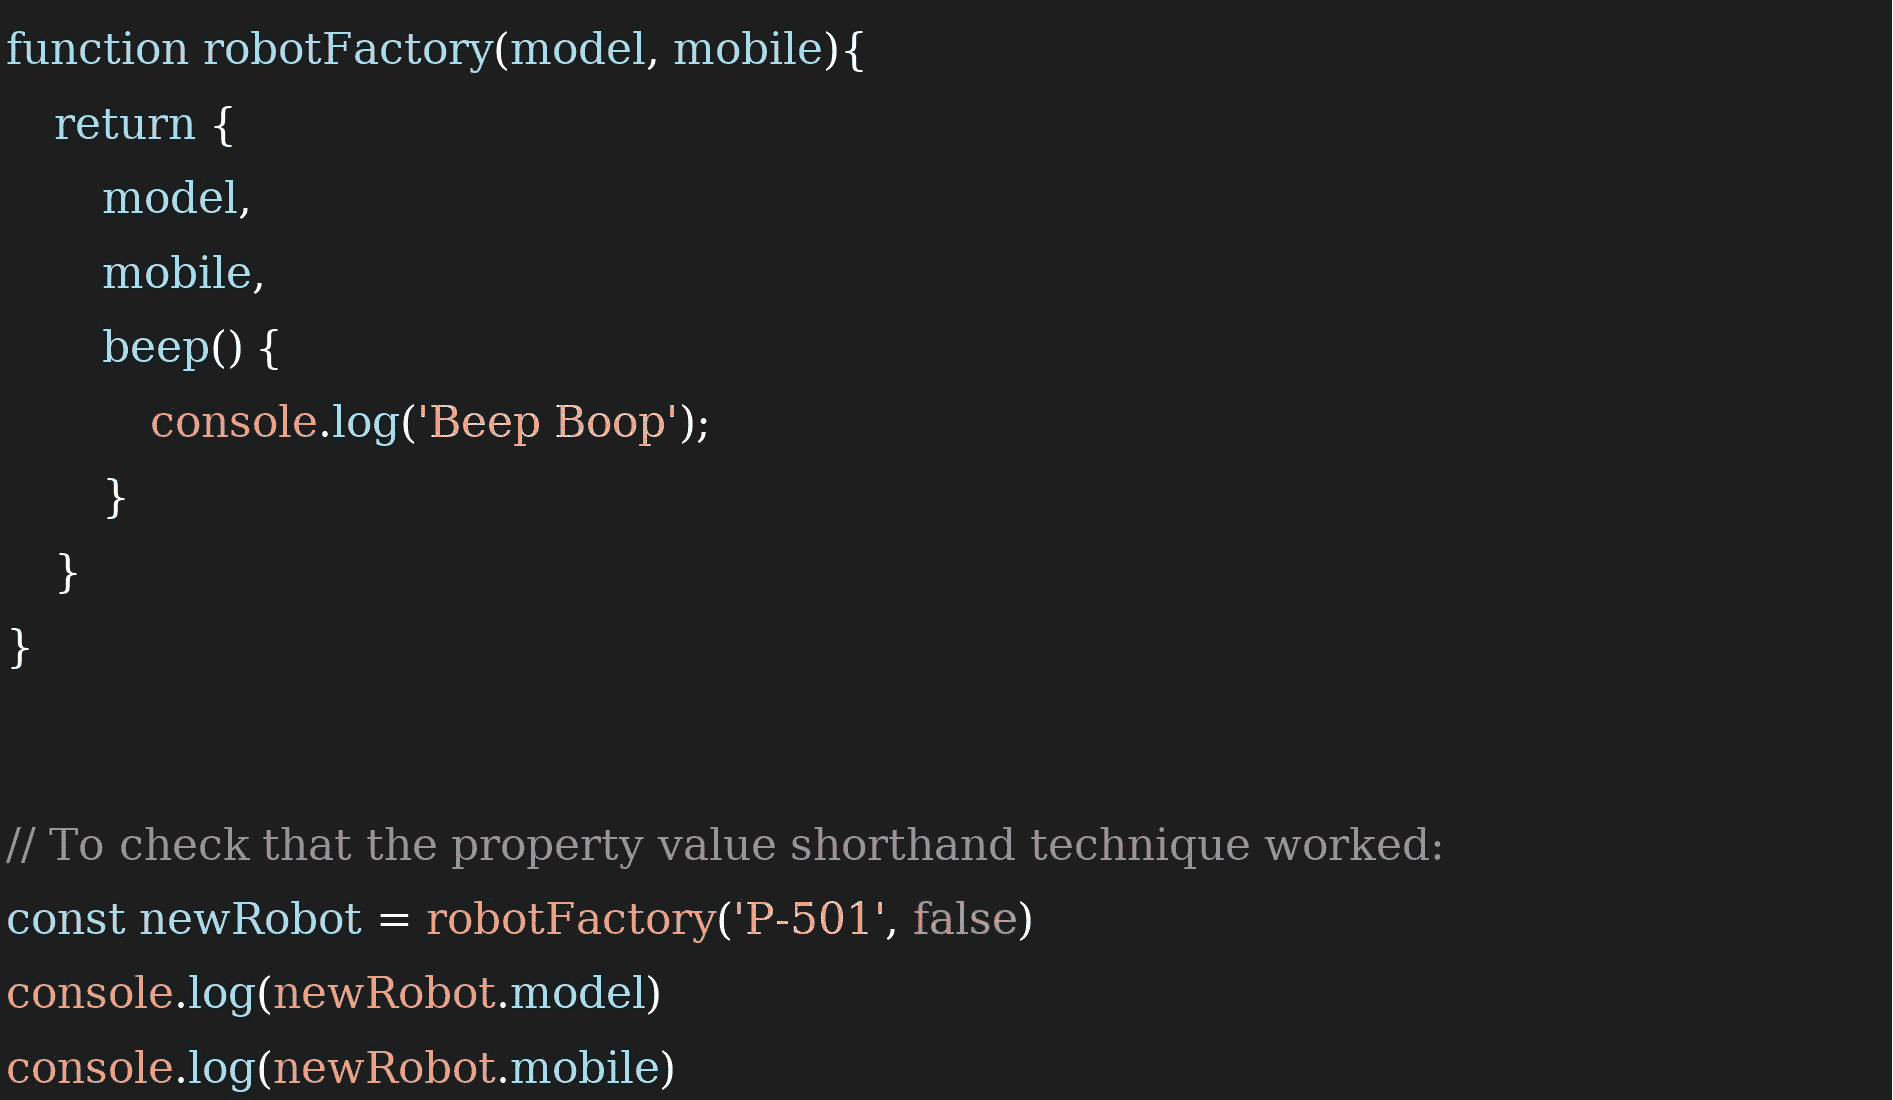 function robotFactory(model, mobile){
    return {
        model,
        mobile,
        beep() {
            console.log('Beep Boop');
        }
    }
}
// To check that the property value shorthand technique worked:
const newRobot = robotFactory('P-501', false)
console.log(newRobot.model)
console.log(newRobot.mobile)